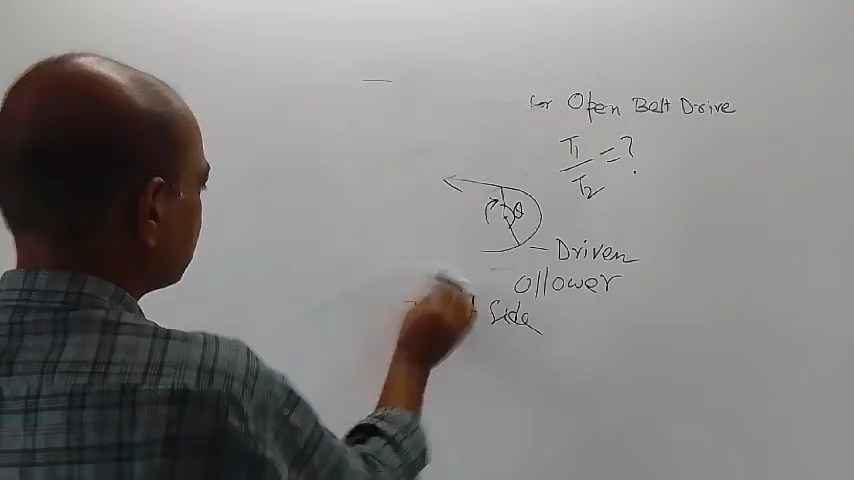 for Open Belt Drive
T1
— = ?
T2
θ
Driven
ollower
Side